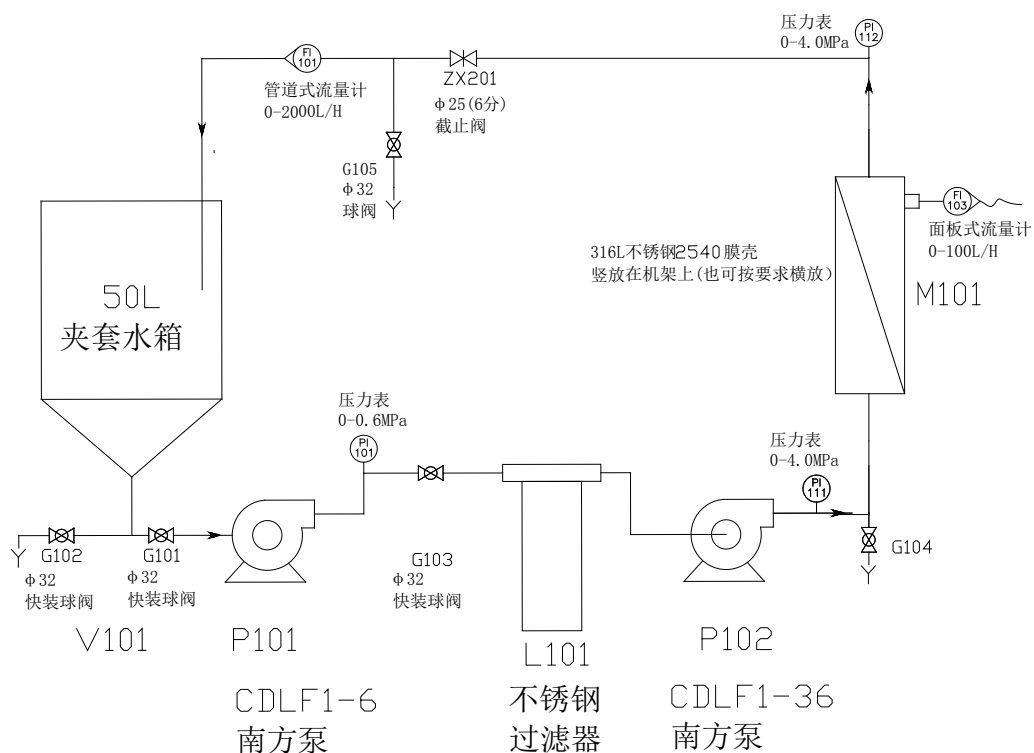 压力表
0-4.0MPa
PI
112
FI
101
管道式流量计
0-2000L/H
ZX201
φ25(6分)
截止阀
G105
φ32
球阀
FI
103
面板式流量计
0-100L/H
316L不锈钢2540膜壳
竖放在机架上(也可按要求横放)
M101
50L
夹套水箱
压力表
0-0.6MPa
PI
101
压力表
0-4.0MPa
PI
111
G102
φ32
快装球阀
G101
φ32
快装球阀
G103
φ32
快装球阀
G104
V101
P101
L101
P102
CDLF1-6
南方泵
不锈钢
过滤器
CDLF1-36
南方泵